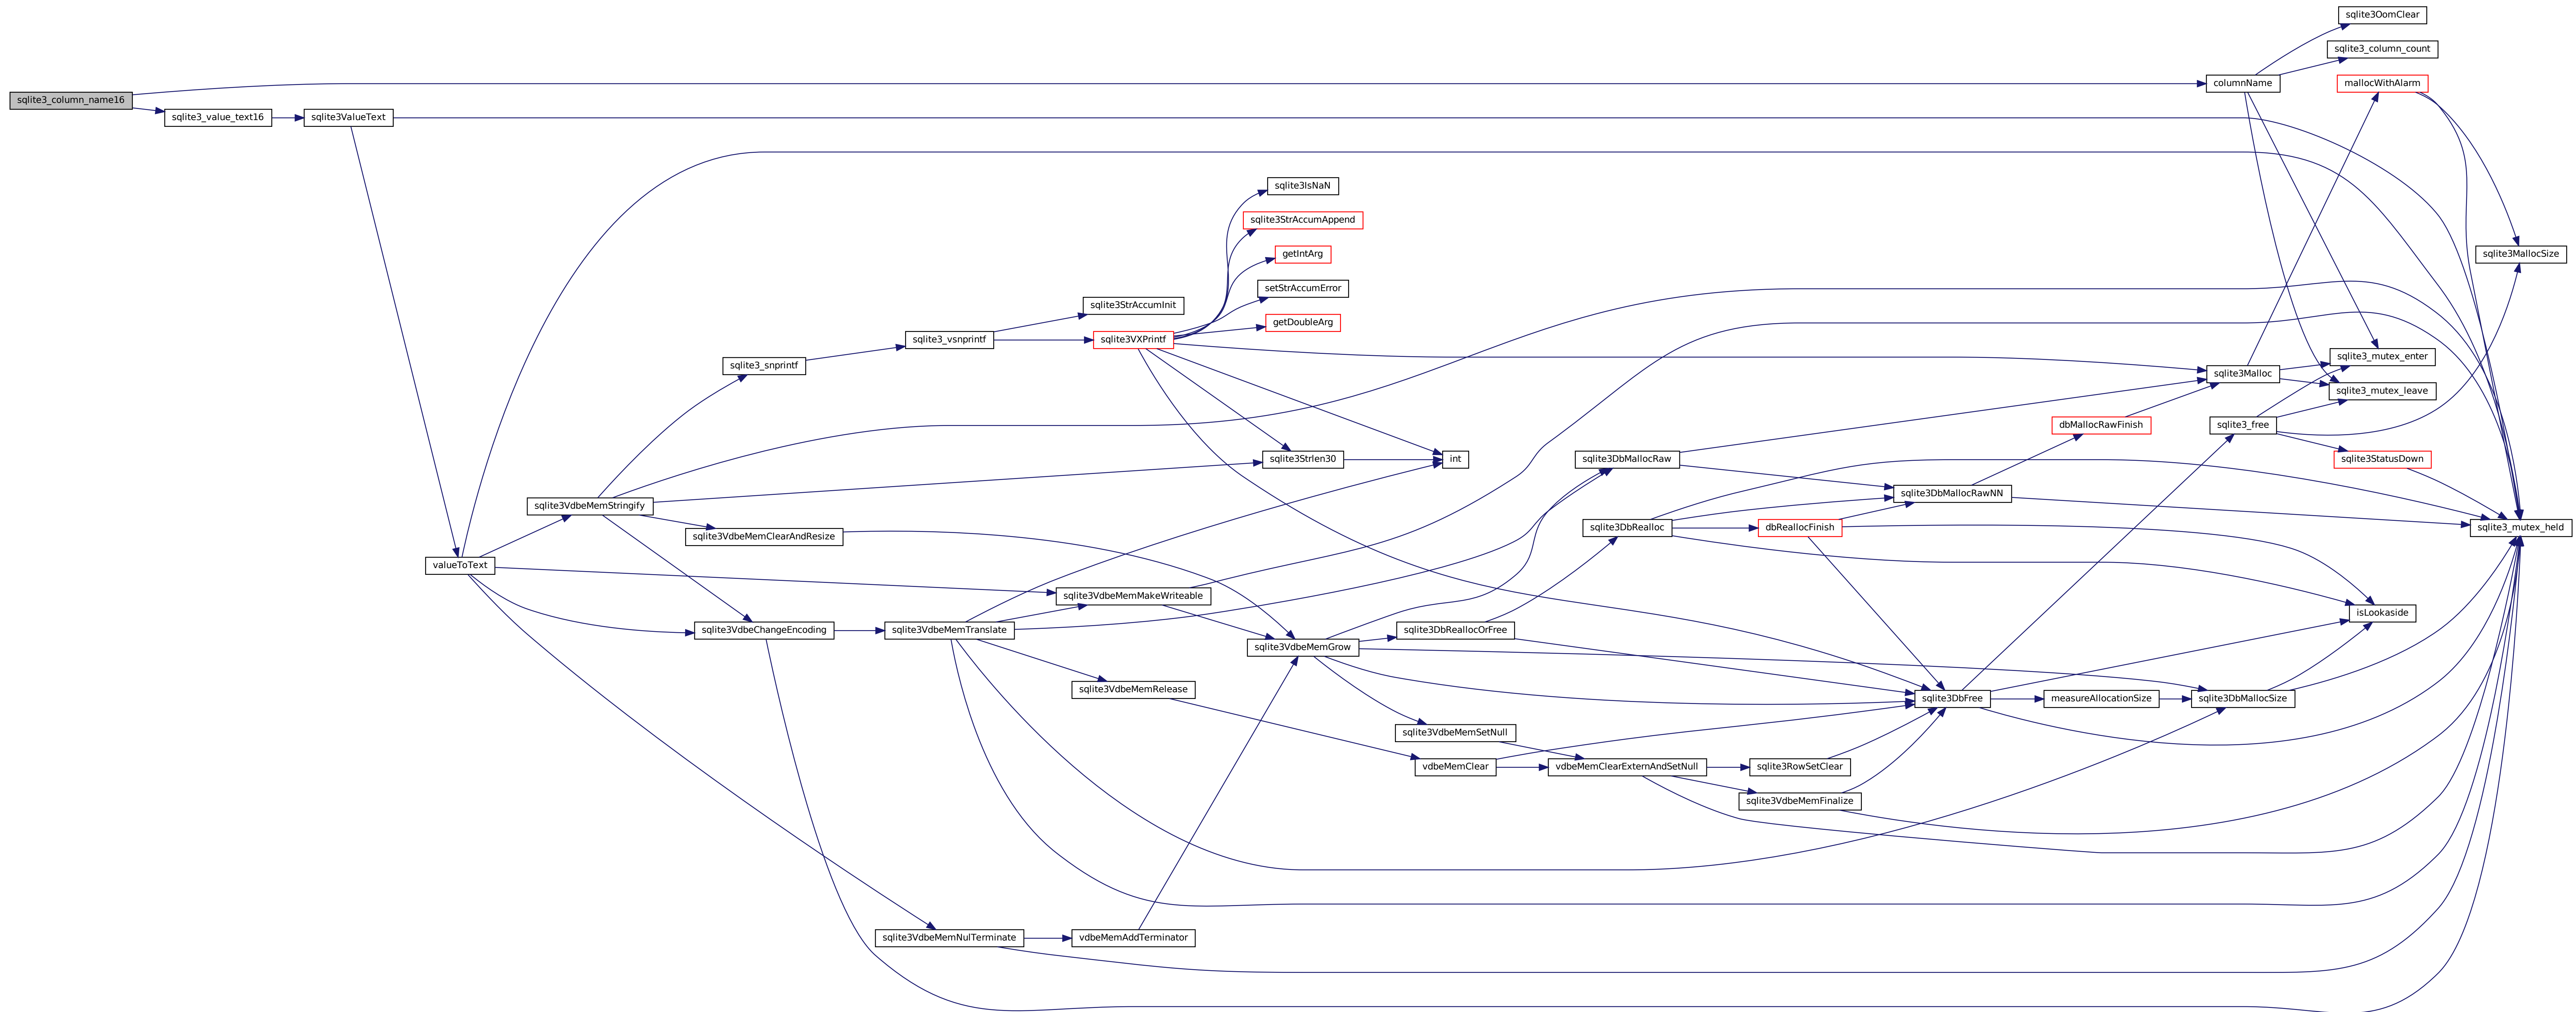 sqlite3OomClear
sqlite3_column_count
columnName
mallocWithAlarm
sqlite3_column_name16
sqlite3_value_text16
sqlite3ValueText
sqlite3IsNaN
sqlite3StrAccumAppend
getIntArg
sqlite3MallocSize
setStrAccumError
sqlite3StrAccumInit
getDoubleArg
sqlite3_vsnprintf
sqlite3VXPrintf
sqlite3_mutex_enter
sqlite3_snprintf
sqlite3Malloc
sqlite3_mutex_leave
dbMallocRawFinish
sqlite3_free
sqlite3Strlen30
int
sqlite3DbMallocRaw
sqlite3StatusDown
sqlite3DbMallocRawNN
sqlite3VdbeMemStringify
sqlite3DbRealloc
dbReallocFinish
sqlite3_mutex_held
sqlite3VdbeMemClearAndResize
valueToText
sqlite3VdbeMemMakeWriteable
isLookaside
sqlite3VdbeChangeEncoding
sqlite3VdbeMemTranslate
sqlite3DbReallocOrFree
sqlite3VdbeMemGrow
sqlite3VdbeMemRelease
sqlite3DbFree
measureAllocationSize
sqlite3DbMallocSize
sqlite3VdbeMemSetNull
vdbeMemClear
vdbeMemClearExternAndSetNull
sqlite3RowSetClear
sqlite3VdbeMemFinalize
sqlite3VdbeMemNulTerminate
vdbeMemAddTerminator